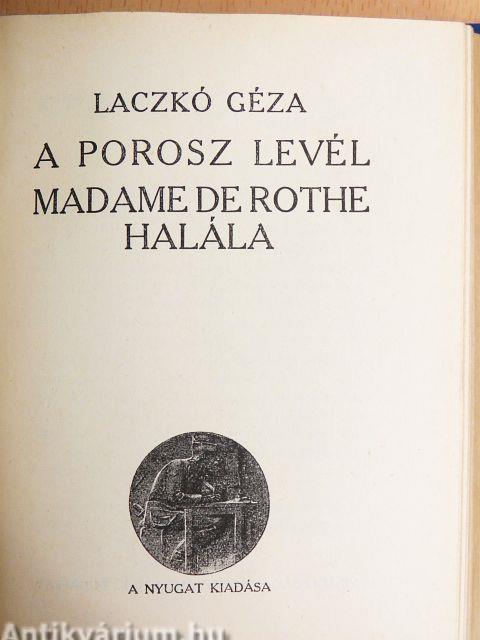 LACZKÓ GÉZA
A POROSZ LEVÉL
MADAME DE ROTHE
HALÁLA
A NYUGAT KIADÁSA
Antikvárium.hu